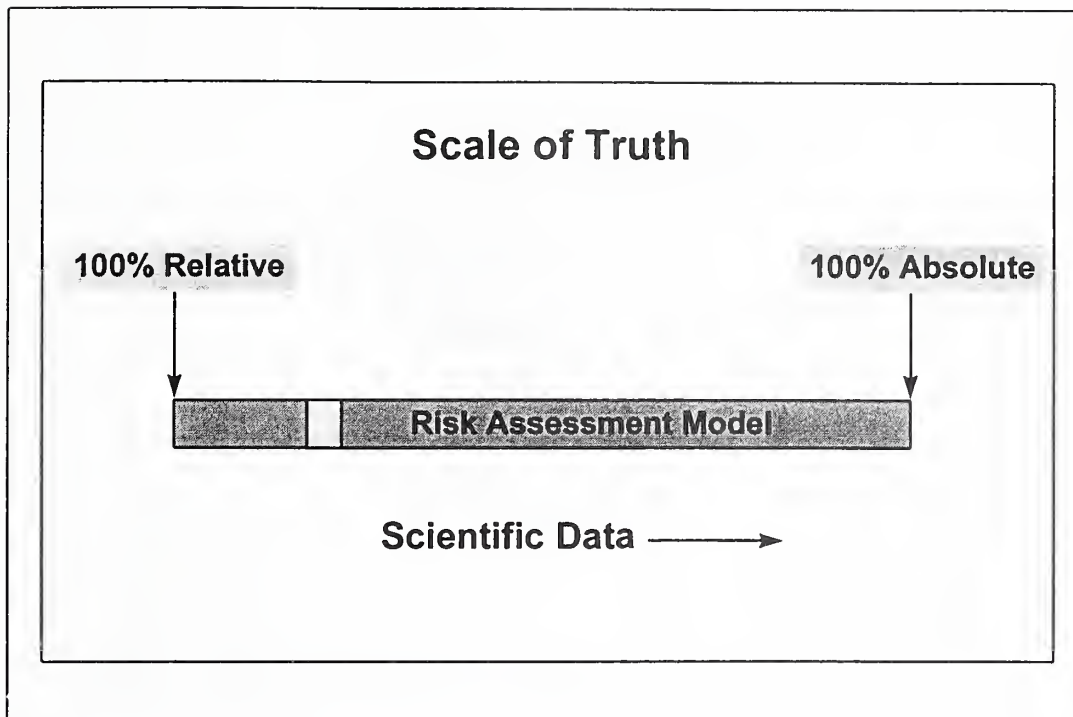 Scale of Truth
100% Relative
100% Absolute
Risk Assessment Model
Scientific Data